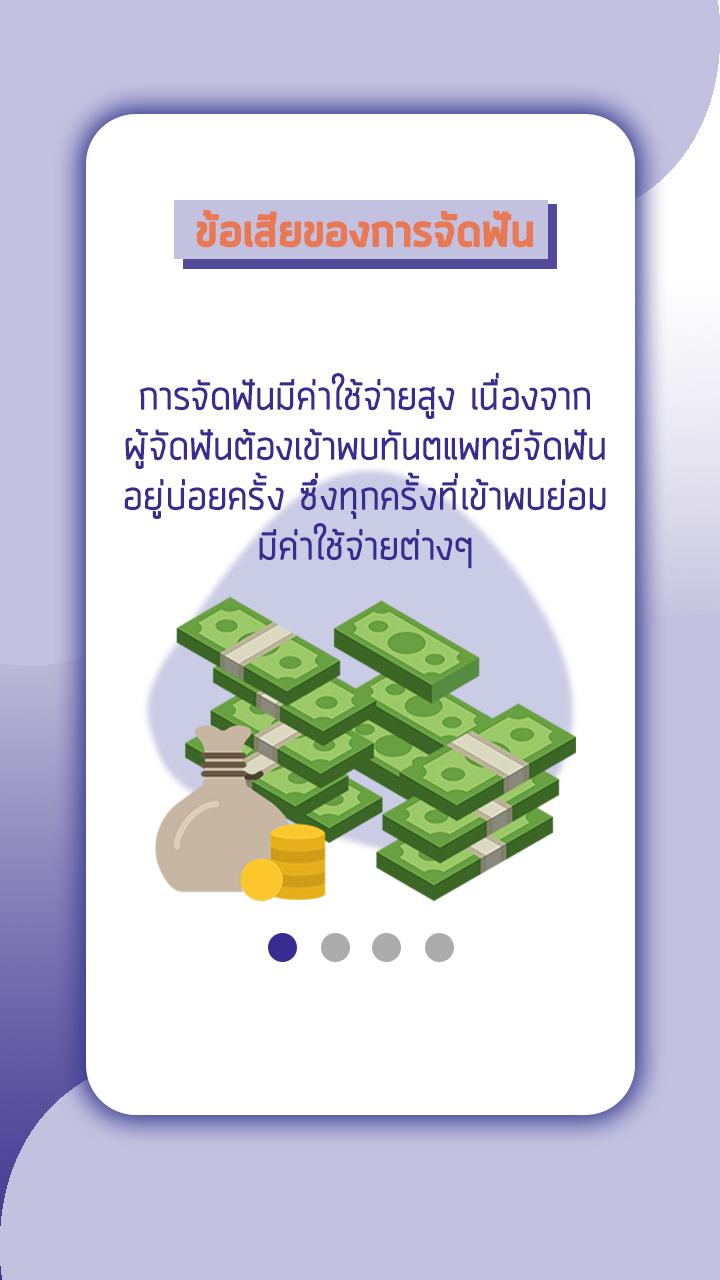 ข้อเสียของการจัดฟัน
การจัดฟันมีค่าใช้จ่ายสูง เนื่องจาก
ผู้จัดฟันต้องเข้าพบทันตแพทย์จัดฟัน
อยู่บ่อยครั้ง ซึ่งทุกครั้งที่เข้าพบย่อม
มีค่าใช้จ่ายต่างๆ